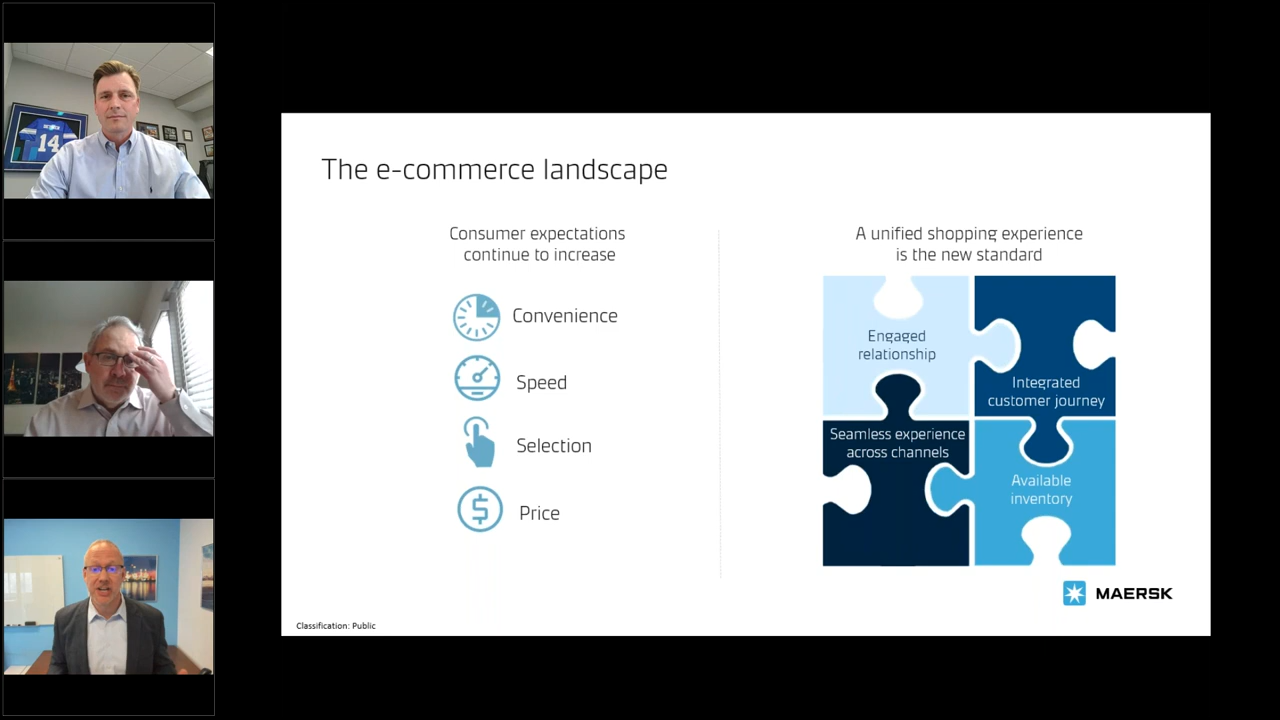 14
The e-commerce landscape
Consumer expectations
continue to increase
Convenience
Speed
Selection
Price
A unified shopping experience
is the new standard
Engaged
relationship
Integrated
customer journey
Seamless experience
across channels
Available
inventory
MAERSK
Classification: Public